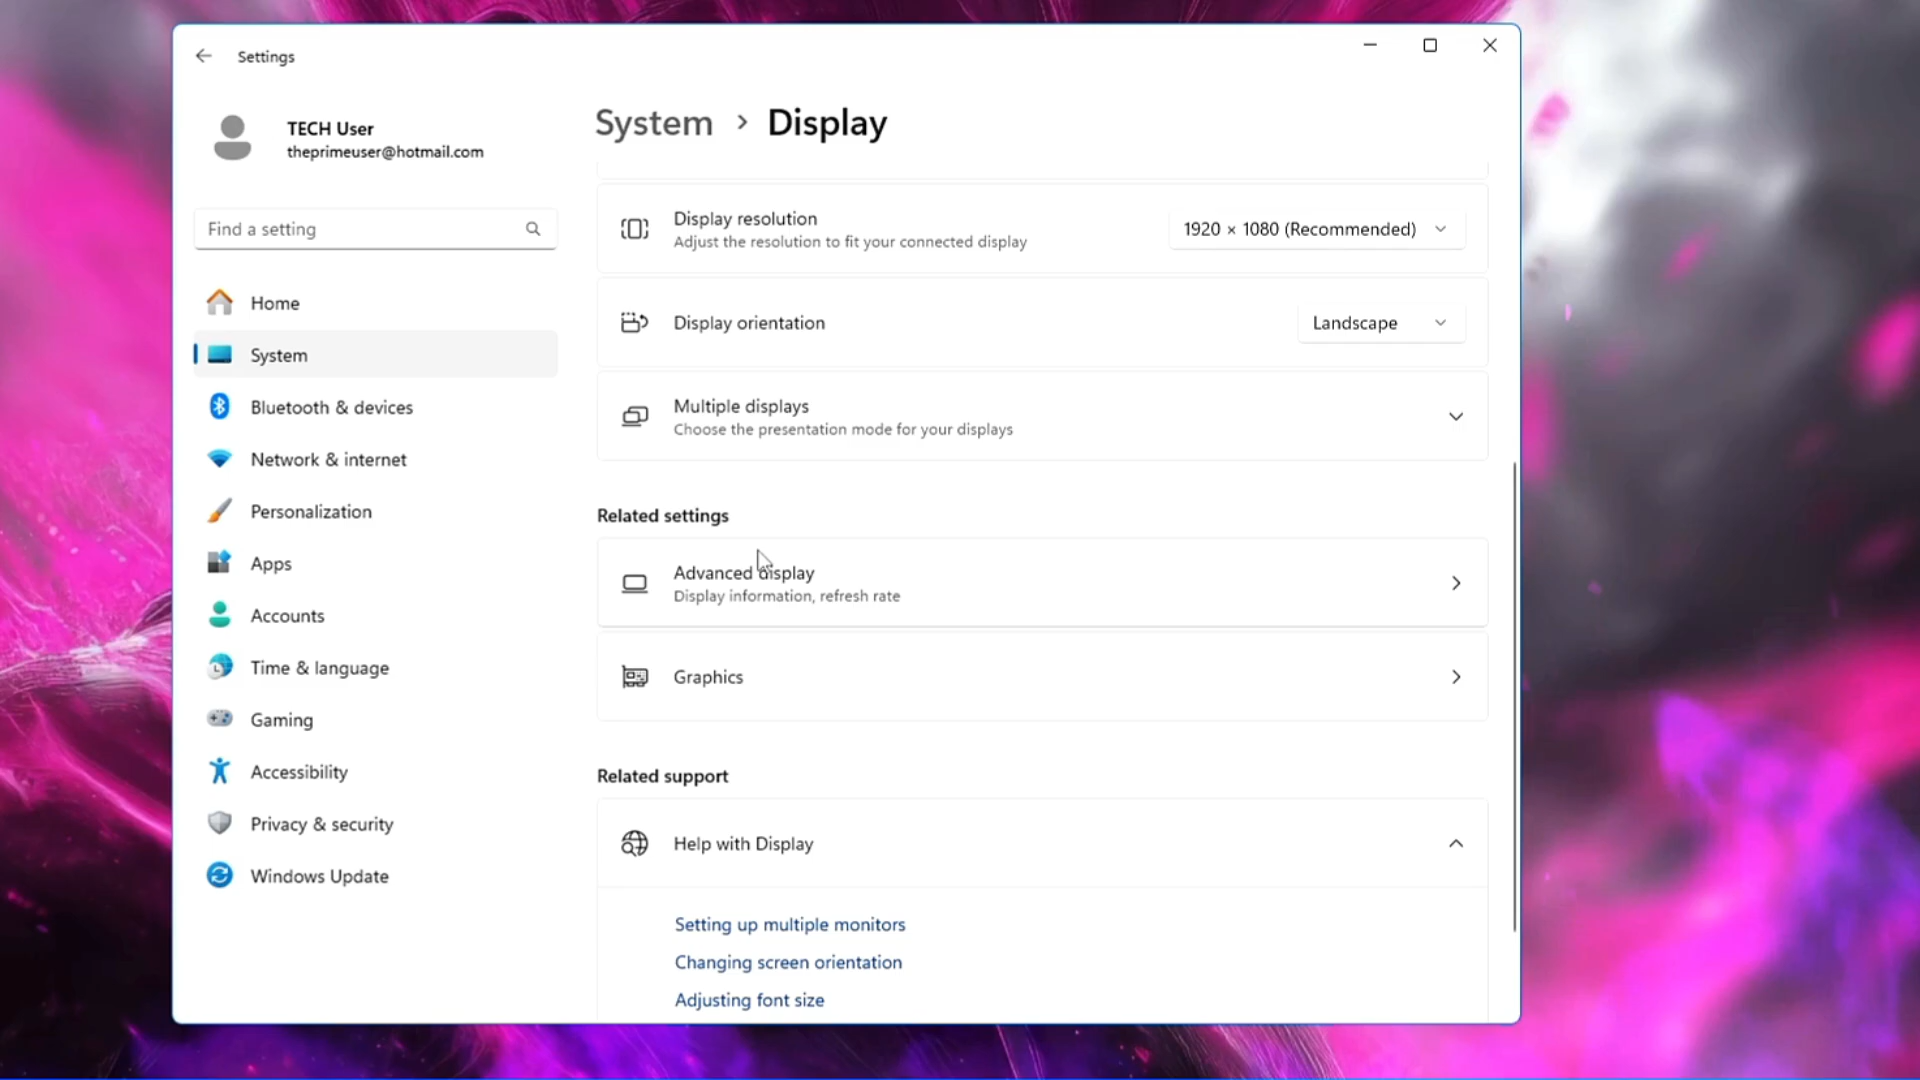 Settings
TECH User
theprimeuser@hotmail.com
Find a setting
Home
System
Bluetooth & devices
Network & internet
Personalization
Apps
Accounts
Time & language
Gaming
Accessibility
Privacy & security
Windows Update
System > Display
Display resolution
Adjust the resolution to fit your connected display
1920 × 1080 (Recommended)
Display orientation
Landscape
Multiple displays
Choose the presentation mode for your displays
Related settings
Advanced display
Display information, refresh rate
Graphics
Related support
Help with Display
Setting up multiple monitors
Changing screen orientation
Adjusting font size